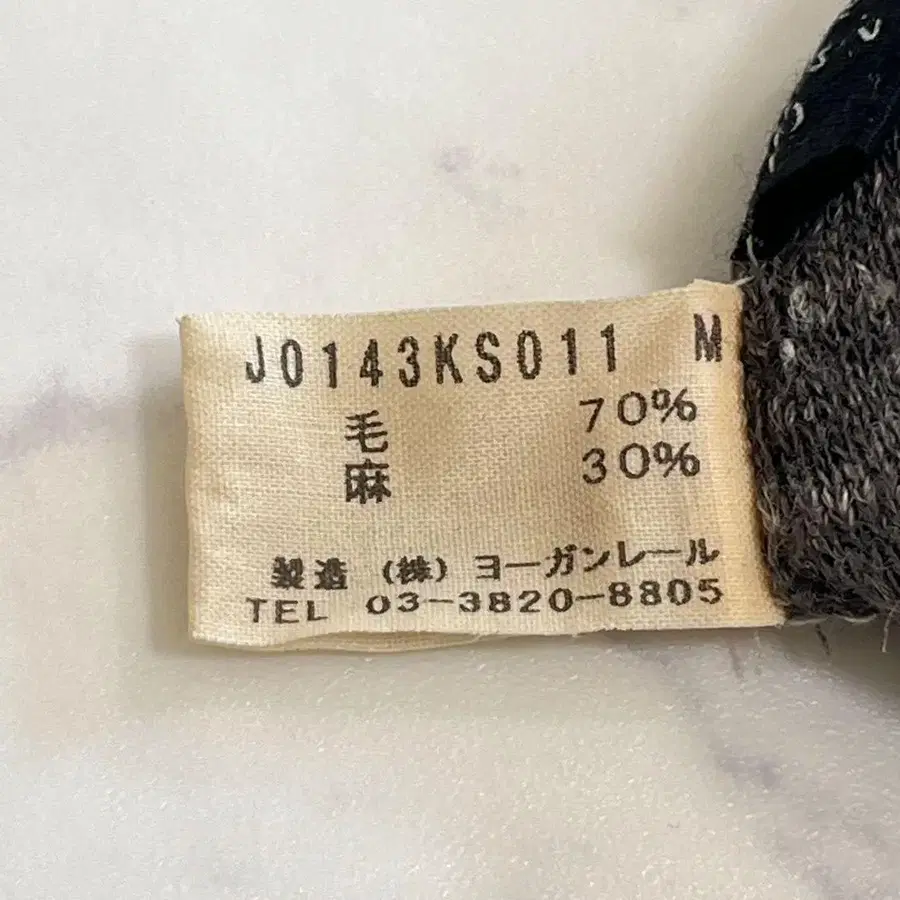 J0143KS011 M
毛 70%
麻 30%
製造 (株) ヨーガンレール
TEL 03-3820-8805